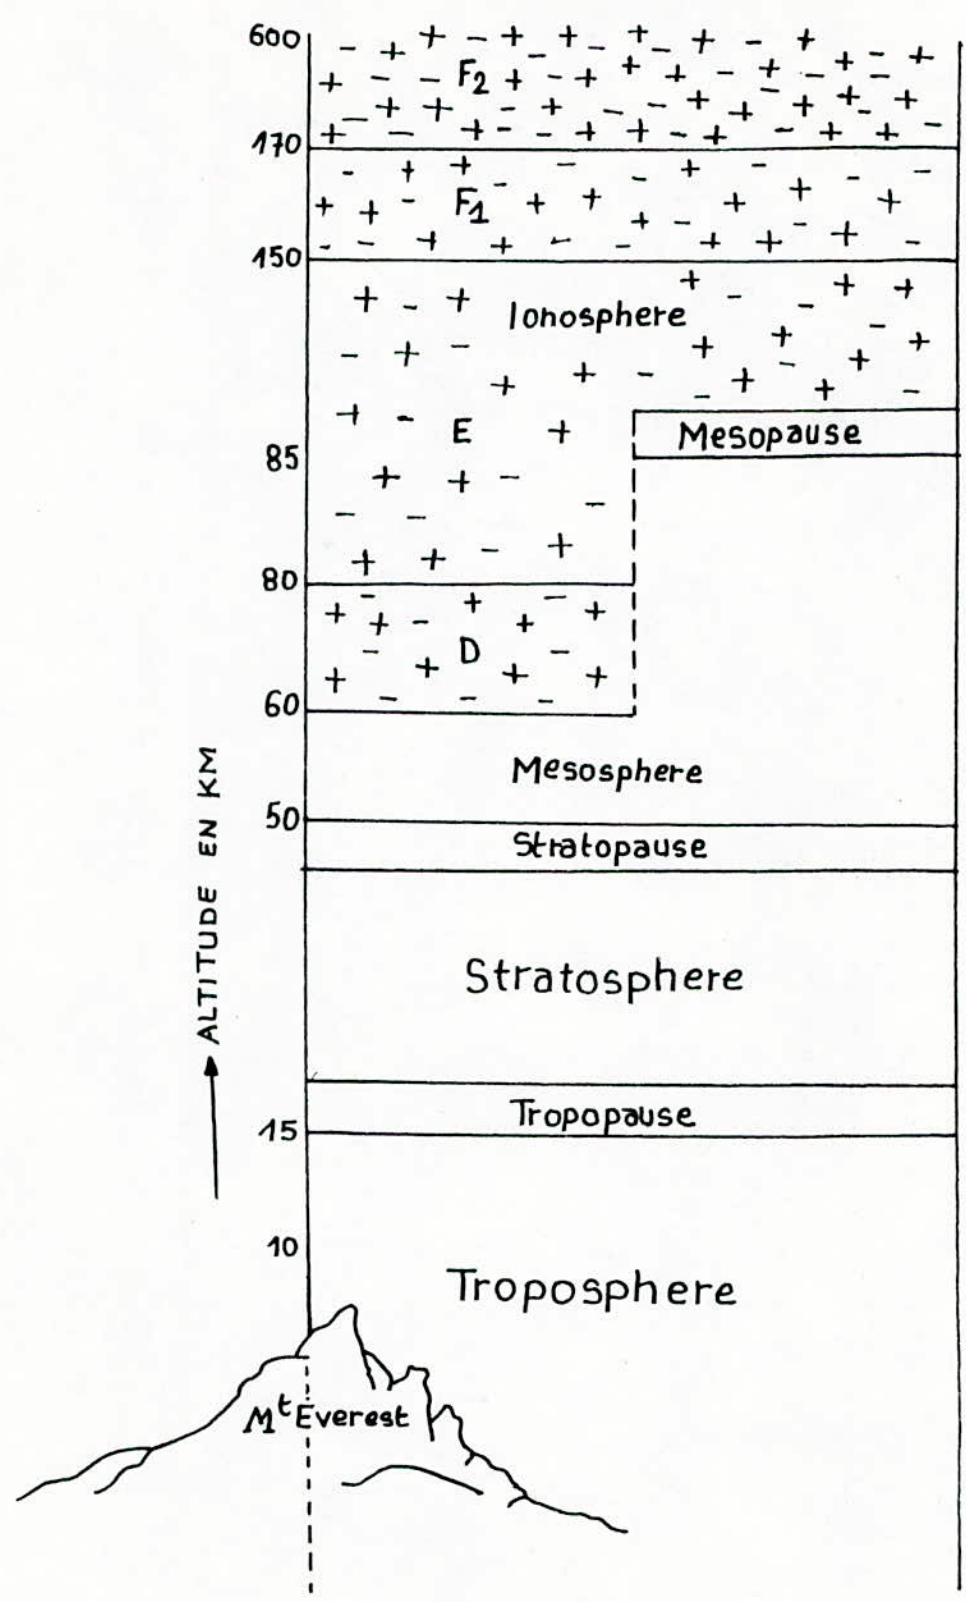 600
F2
170
F1
150
Ionosphere
E
Mesopause
85
80
D
60
Mesosphere
50
Stratopause
Stratosphere
Tropopause
15
10
Troposphere
Mt Everest
ALTITUDE EN KM